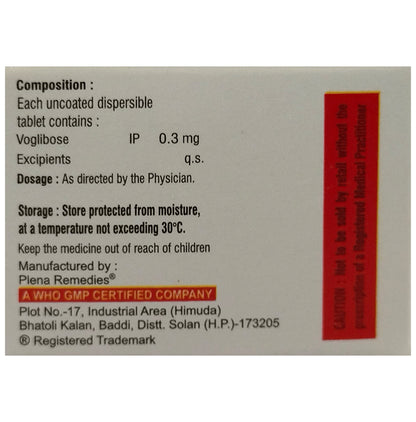 Composition :
Each uncoated dispersible
tablet contains :
Voglibose IP 0.3 mg
Excipients q.s.
Dosage : As directed by the Physician.
Storage : Store protected from moisture,
at a temperature not exceeding 30°C.
Keep the medicine out of reach of children
Manufactured by :
Plena Remedies®
A WHO GMP CERTIFIED COMPANY
Plot No.-17, Industrial Area (Himuda)
Bhatoli Kalan, Baddi, Distt. Solan (H.P.)-173205
® Registered Trademark
CAUTION : Not to be sold by retail without the
prescription of a Registered Medical Practitioner